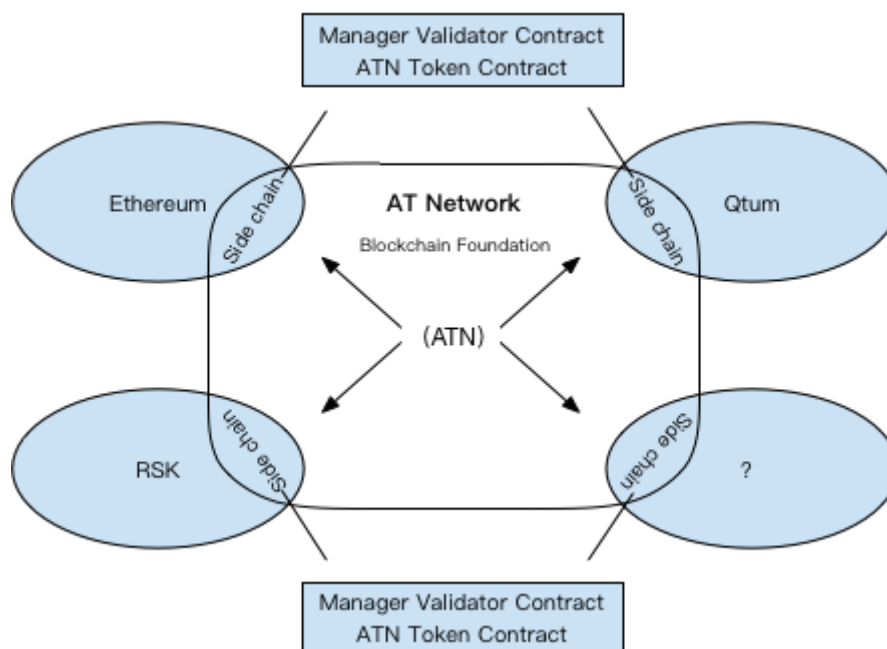 Manager Validator Contract
ATN Token Contract
Ethereum
Side chain
AT Network
Blockchain Foundation
Side chain
Qtum
(ATN)
RSK
Side chain
Side chain
?
Manager Validator Contract
ATN Token Contract